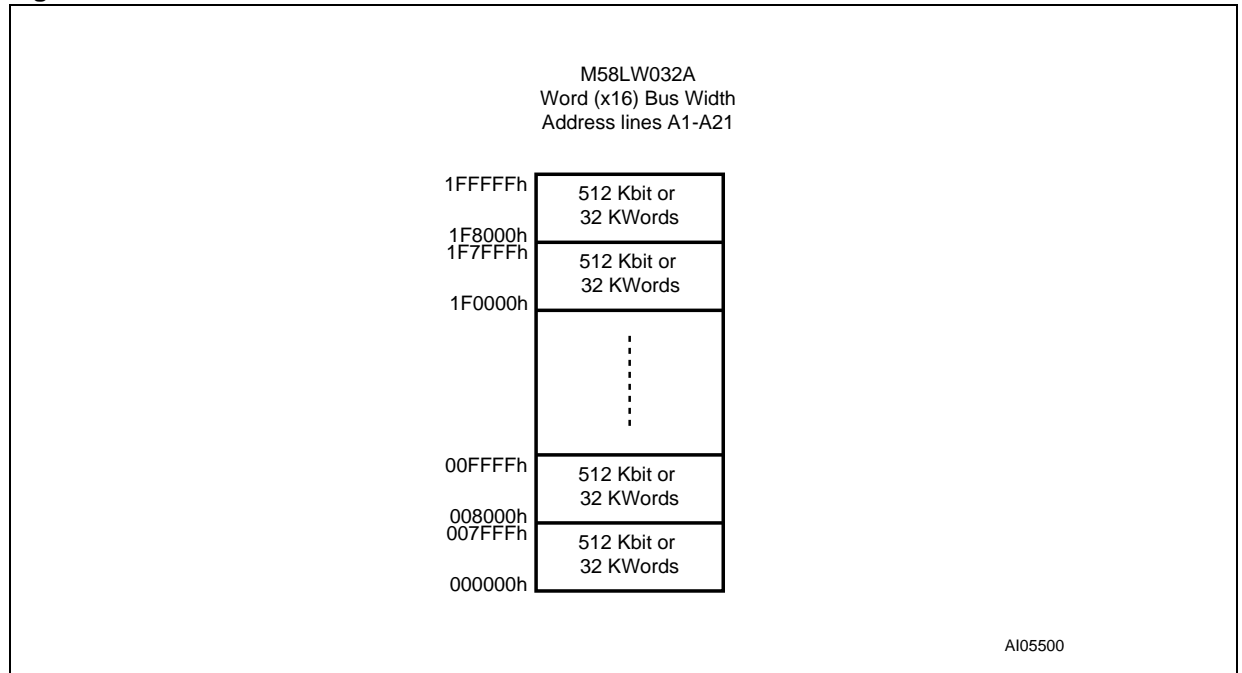 M58LW032A
Word (x16) Bus Width
Address lines A1-A21
1FFFFFh
512 Kbit or
32 KWords
1F8000h
1F7FFFh
512 Kbit or
32 KWords
1F0000h
00FFFFh
512 Kbit or
32 KWords
008000h
007FFFh
512 Kbit or
32 KWords
000000h
AI05500